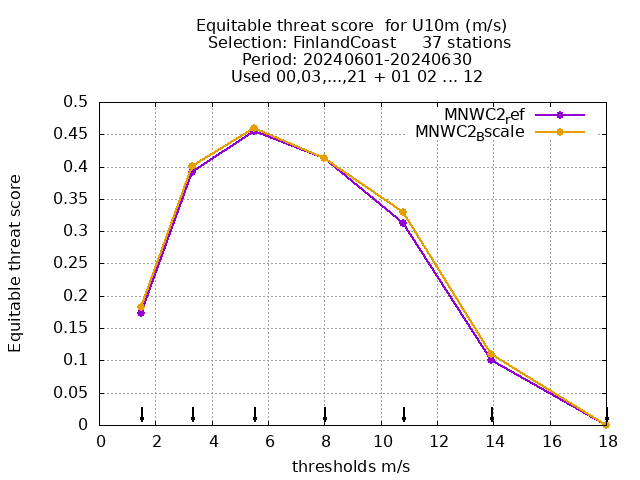 Equitable threat score  for U10m (m/s)
Selection: FinlandCoast     37 stations
Period: 20240601-20240630
Used 00,03,...,21 + 01 02 ... 12
MNWC2_ref
MNWC2_Bscale
Equitable threat score
0.5
0.45
0.4
0.35
0.3
0.25
0.2
0.15
0.1
0.05
0
0 2 4 6 8 10 12 14 16 18
thresholds m/s